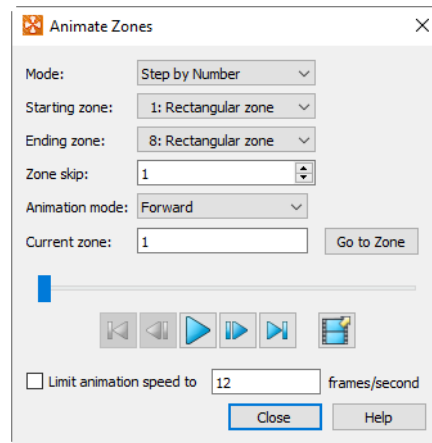 Animate Zones
Mode: Step by Number
Starting zone: 1: Rectangular zone
Ending zone: 8: Rectangular zone
Zone skip: 1
Animation mode: Forward
Current zone: 1 Go to Zone
Limit animation speed to 12 frames/second
Close Help